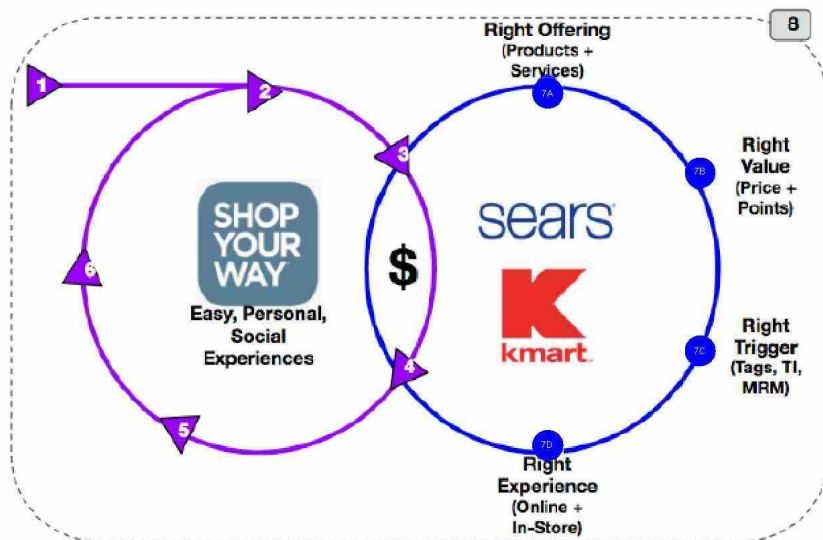 8
Right Offering
(Products +
Services)
1
2
7A
3
Right
Value
(Price +
Points)
7B
SHOP
YOUR
WAY
sears
$
6
kmart
Easy, Personal,
Social
Experiences
Right
Trigger
(Tags, TI,
MRM)
7C
4
5
7D
Right
Experience
(Online +
In-Store)